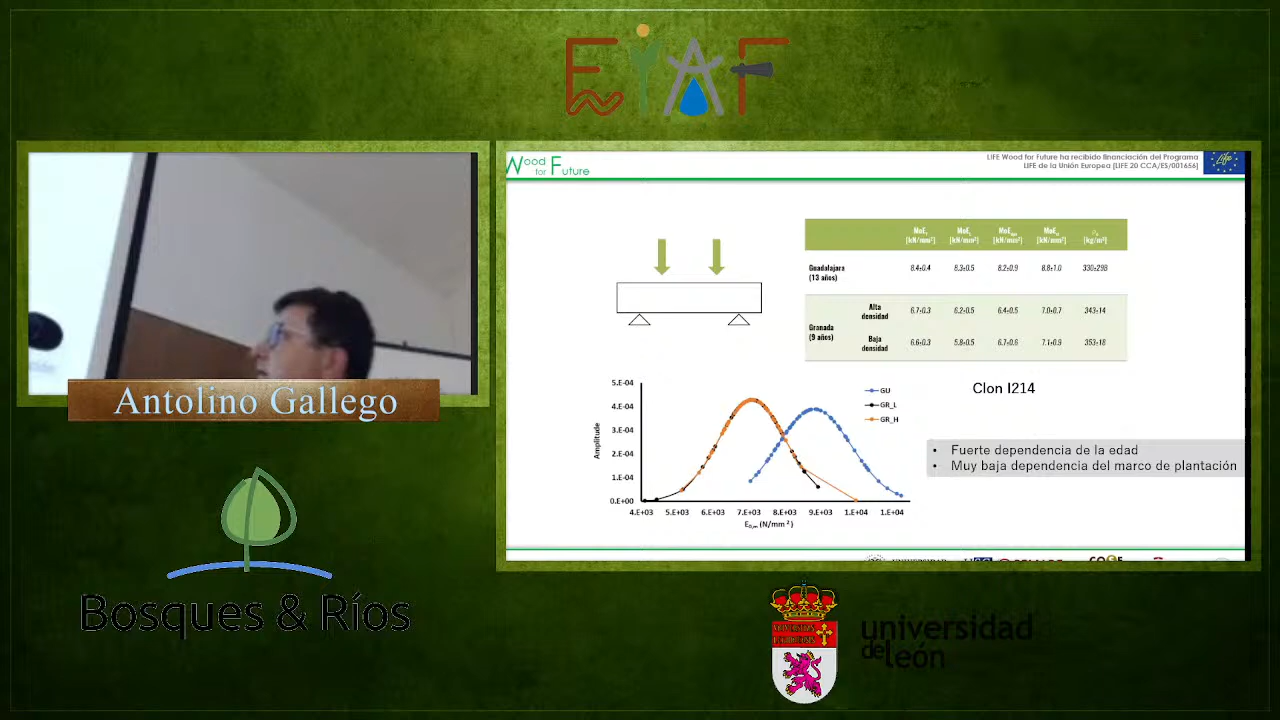 EIAF
Wood
for Future
LIFE Wood for Future ha recibido financiación del Programa
LIFE de la Unión Europea (LIFE 20 CCA/ES/001656)
Life
[kN/mm²] [kN/mm²] [kN/mm²] [kN/mm²] [kg/m³]
Guadalajara
(13 años)
8.4±0.4 8.3±0.5 8.2±0.9 8.8±1.0
Granada
(9 años)
Alta
densidad
6.7±0.3 6.2±0.5 6.4±0.5 7.0±0.7 343±14
Baja
densidad
6.6±0.3 5.8±0.5 6.7±0.6 7.1±0.9 353±18
Clon I214
Amplitude
5.E-04
4.E-04
3.E-04
2.E-04
1.E-04
0.E+00
4.E+03 5.E+03 6.E+03 7.E+03 8.E+03 9.E+03 1.E+04 1.E+04
E0,m (N/mm²)
GU
GR_L
GR_H
• Fuerte dependencia de la edad
• Muy baja dependencia del marco de plantación
Antolino Gallego
Bosques & Ríos
universidad
de león